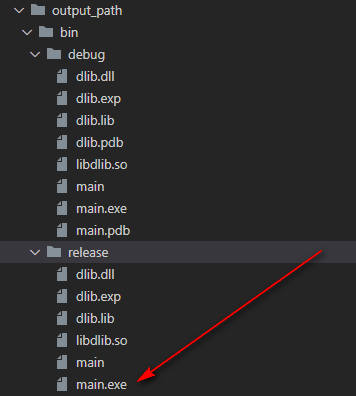 output_path
bin
debug
dlib.dll
dlib.exp
dlib.lib
dlib.pdb
libdlib.so
main
main.exe
main.pdb
release
dlib.dll
dlib.exp
dlib.lib
libdlib.so
main
main.exe